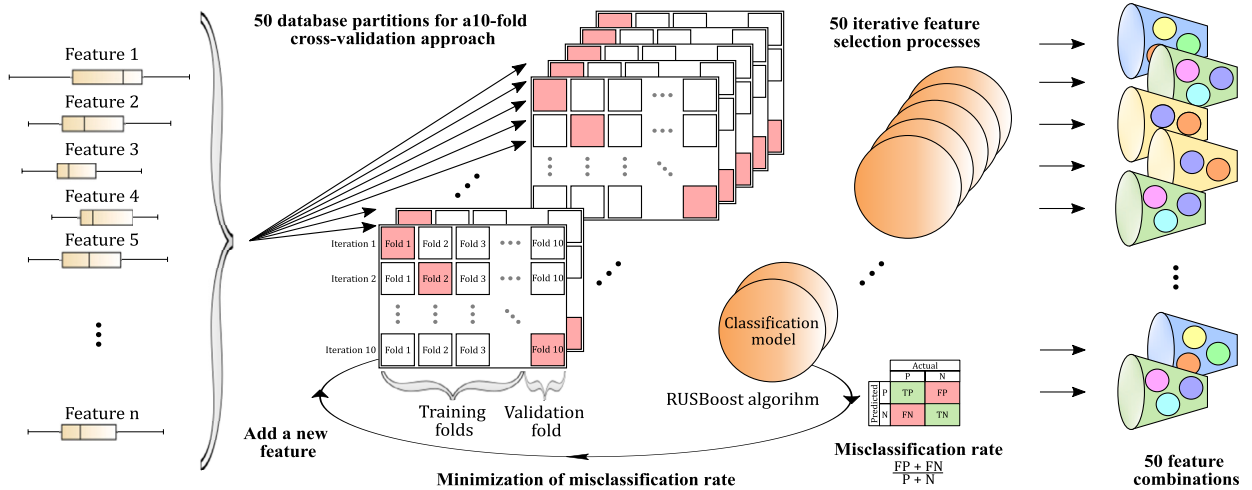 50 database partitions for a10-fold
cross-validation approach
50 iterative feature
selection processes
Feature 1
Feature 2
Feature 3
Feature 4
Feature 5
Feature n
Iteration 1 Fold 1 Fold 2 Fold 3 Fold 10
Iteration 2 Fold 1 Fold 2 Fold 3 Fold 10
Iteration 10 Fold 1 Fold 2 Fold 3 Fold 10
Training
folds
Validation
fold
Add a new
feature
Minimization of misclassification rate
Classification
model
RUSBoost algorihm
Actual
P N
Predicted
P TP FP
N FN TN
Misclassification rate
FP + FN
P + N
50 feature
combinations